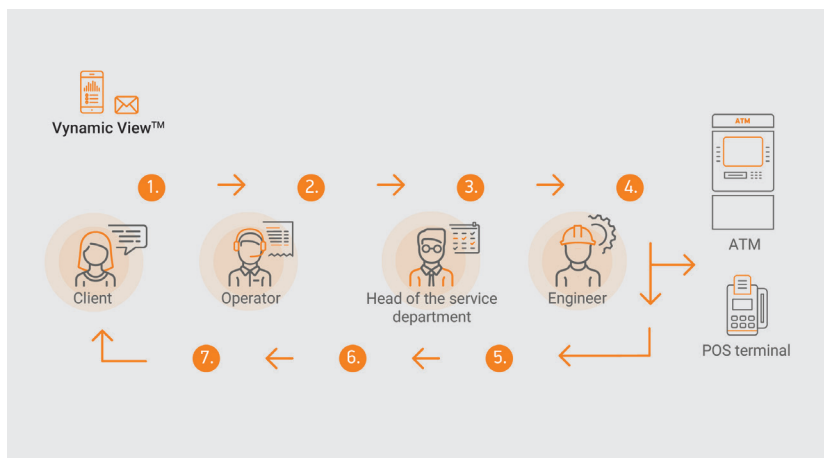 Vynamic View™
1.
2.
3.
4.
ATM
ATM
Client
Operator
Head of the service
department
Engineer
POS terminal
7.
6.
5.